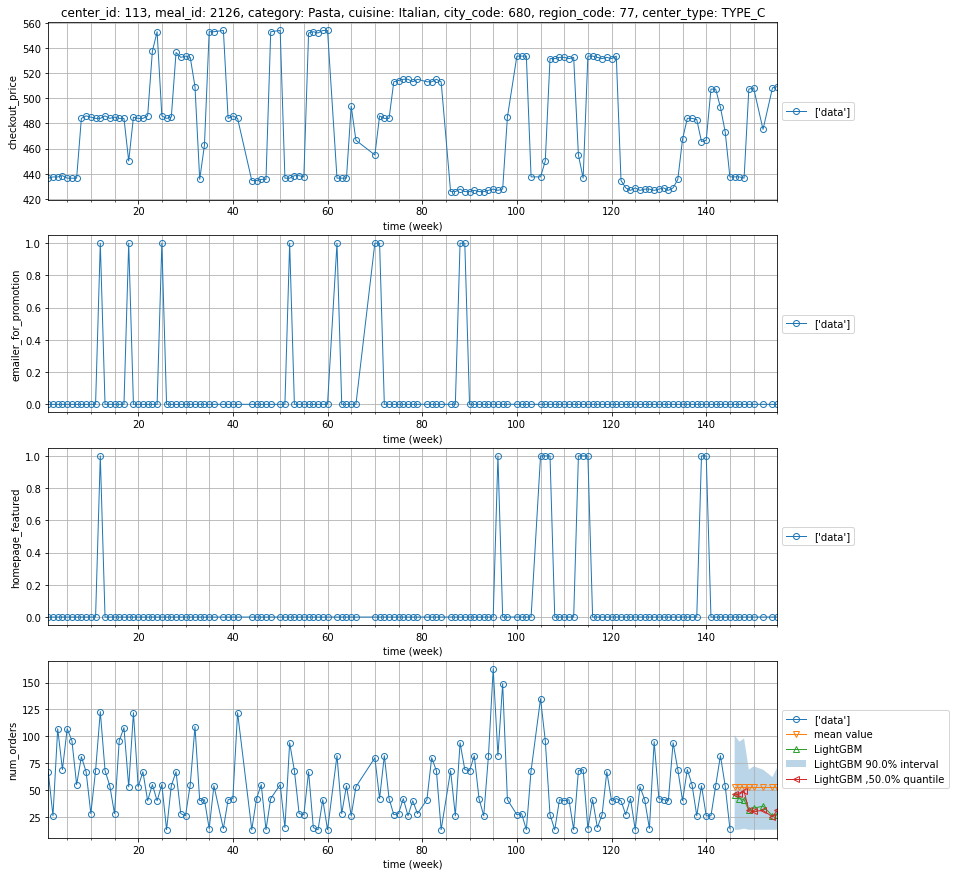 center_id: 113, meal_id: 2126, category: Pasta, cuisine: Italian, city_code: 680, region_code: 77, center_type: TYPE_C
560
540
520
500
480
460
440
420
checkout_price
20 40 60 80 100 120 140
time (week)
['data']
1.0
0.8
0.6
0.4
0.2
0.0
emailer_for_promotion
20 40 60 80 100 120 140
time (week)
['data']
1.0
0.8
0.6
0.4
0.2
0.0
homepage_featured
20 40 60 80 100 120 140
time (week)
['data']
150
125
100
75
50
25
num_orders
20 40 60 80 100 120 140
time (week)
['data']
mean value
LightGBM
LightGBM 90.0% interval
LightGBM ,50.0% quantile